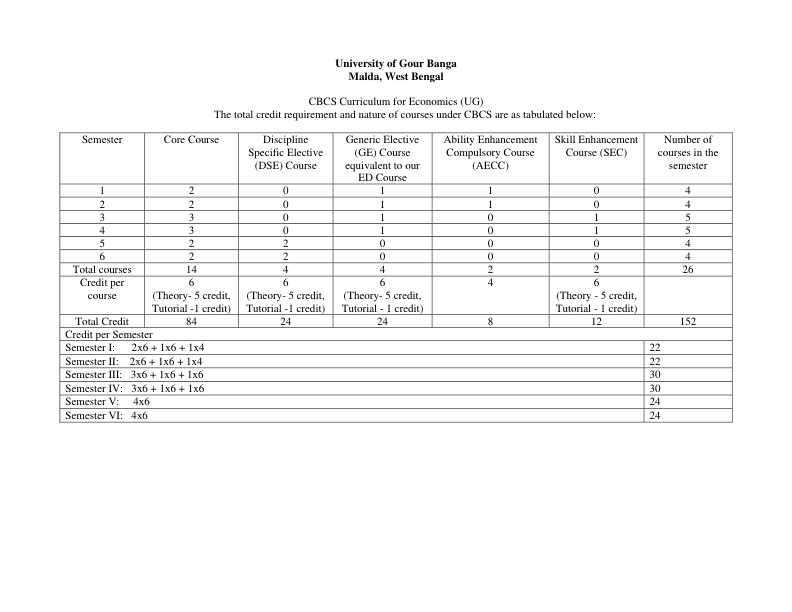 University of Gour Banga
Malda, West Bengal
CBCS Curriculum for Economics (UG)
The total credit requirement and nature of courses under CBCS are as tabulated below:
Semester Core Course Discipline Specific Elective (DSE) Course Generic Elective (GE) Course equivalent to our ED Course Ability Enhancement Compulsory Course (AECC) Skill Enhancement Course (SEC) Number of courses in the semester
1 2 0 1 1 0 4
2 2 0 1 1 0 4
3 3 0 1 0 1 5
4 3 0 1 0 1 5
5 2 2 0 0 0 4
6 2 2 0 0 0 4
Total courses 14 4 4 2 2 26
Credit per course 6 (Theory- 5 credit, Tutorial -1 credit) 6 (Theory- 5 credit, Tutorial -1 credit) 6 (Theory- 5 credit, Tutorial -1 credit) 4 6 (Theory - 5 credit, Tutorial - 1 credit)
Total Credit 84 24 24 8 12 152
Credit per Semester
Semester I: 2x6 + 1x6 + 1x4 22
Semester II: 2x6 + 1x6 + 1x4 22
Semester III: 3x6 + 1x6 + 1x6 30
Semester IV: 3x6 + 1x6 + 1x6 30
Semester V: 4x6 24
Semester VI: 4x6 24